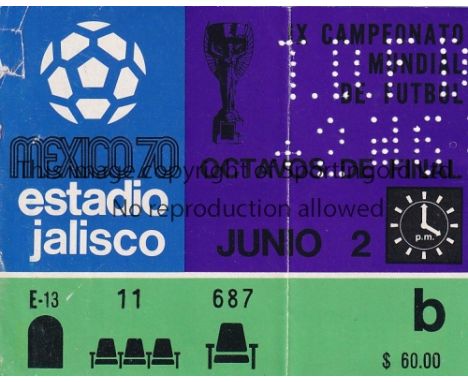 IX CAMPEONATO
MUNDIAL
DE FUTBOL
MEXICO 70
OCTAVOS DE FINAL
This image copyright of Sportingold Ltd.
No reproduction allowed
estadio
jalisco
JUNIO 2
p.m.
E-13
11
687
b
$ 60.00